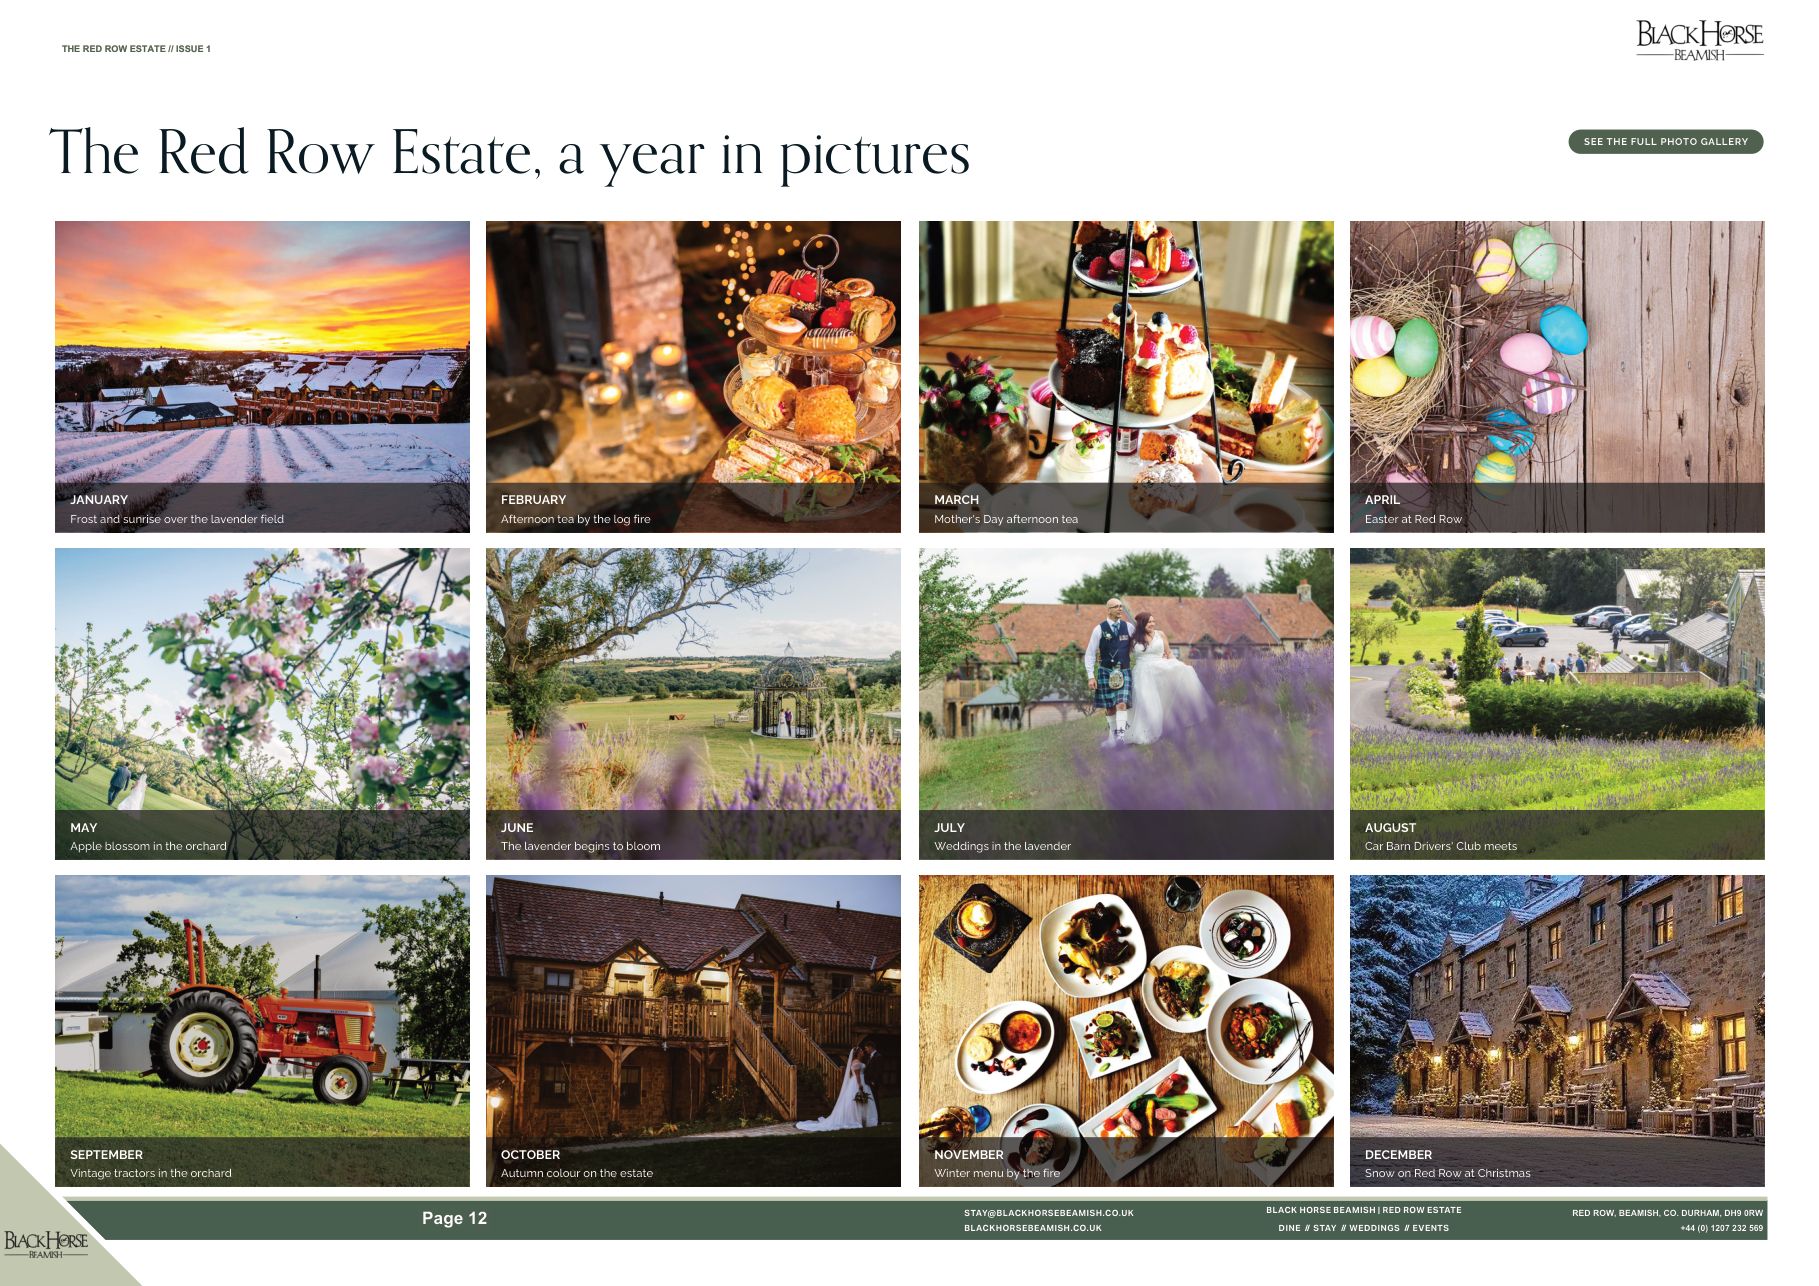 THE RED ROW ESTATE // ISSUE 1
BLACK HORSE
BEAMISH
The Red Row Estate, a year in pictures
SEE THE FULL PHOTO GALLERY
JANUARY
Frost and sunrise over the lavender field
FEBRUARY
Afternoon tea by the log fire
MARCH
Mother's Day afternoon tea
APRIL
Easter at Red Row
MAY
Apple blossom in the orchard
JUNE
The lavender begins to bloom
JULY
Weddings in the lavender
AUGUST
Car Barn Drivers' Club meets
SEPTEMBER
Vintage tractors in the orchard
OCTOBER
Autumn colour on the estate
NOVEMBER
Winter menu by the fire
DECEMBER
Snow on Red Row at Christmas
BLACK HORSE
BEAMISH
Page 12
STAY@BLACKHORSEBEAMISH.CO.UK
BLACKHORSEBEAMISH.CO.UK
BLACK HORSE BEAMISH | RED ROW ESTATE
DINE // STAY // WEDDINGS // EVENTS
RED ROW, BEAMISH, CO. DURHAM, DH9 0RW
+44 (0) 1207 232 569